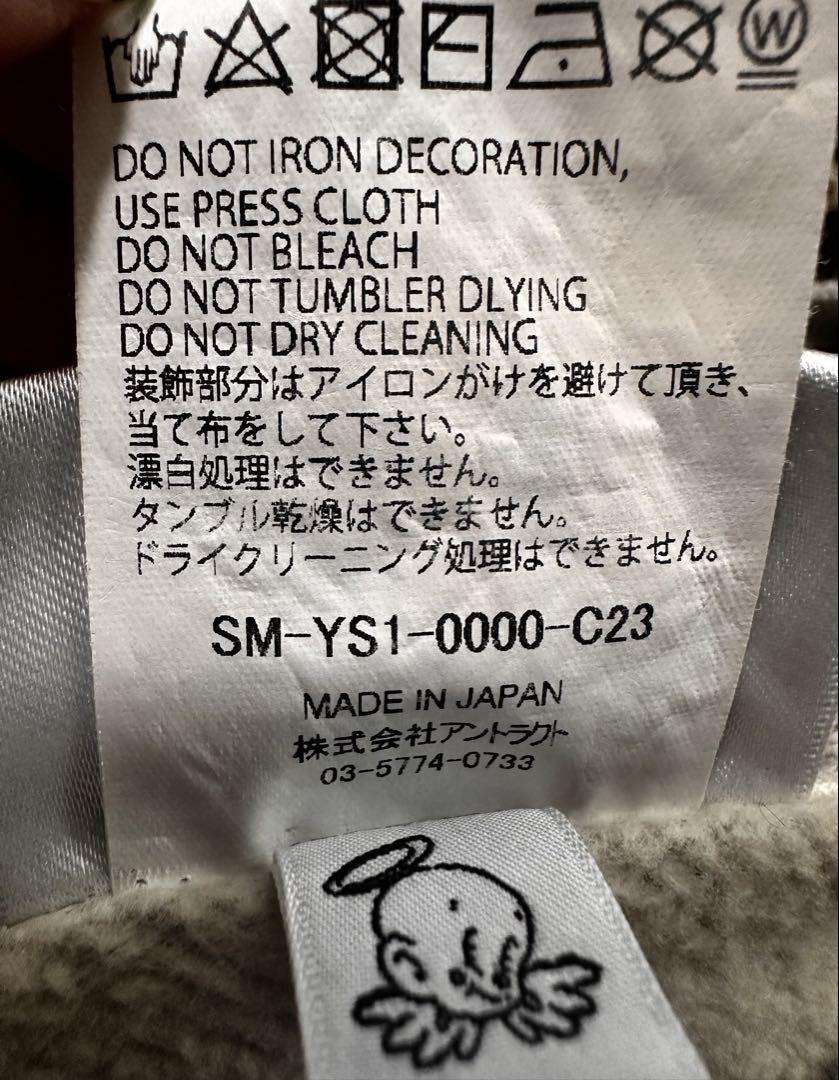 W
DO NOT IRON DECORATION,
USE PRESS CLOTH
DO NOT BLEACH
DO NOT TUMBLER DLYING
DO NOT DRY CLEANING
装飾部分はアイロンがけを避けて頂き、
当て布をして下さい。
漂白処理はできません。
タンブル乾燥はできません。
ドライクリーニング処理はできません。
SM-YS1-0000-C23
MADE IN JAPAN
株式会社アントラクト
03-5774-0733